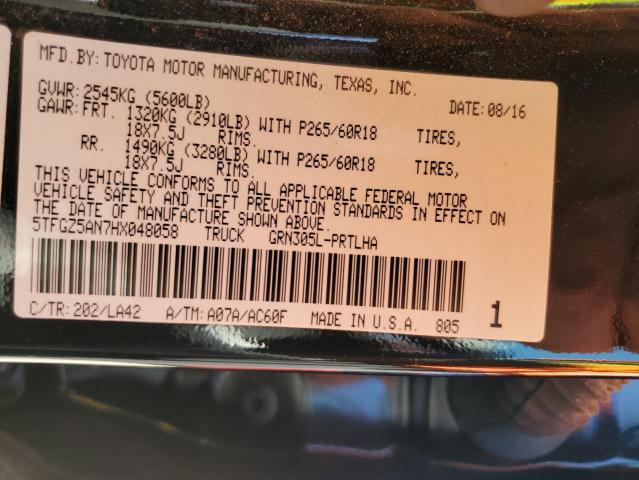 MFD.BY:TOYOTA MOTOR MANUFACTURING, TEXAS, INC.
GVWR:2545KG (5600LB) DATE:08/16
GAWR:FRT. 1320KG (2910LB) WITH P265/60R18 TIRES,
18X7.5J RIMS.
RR. 1490KG (3280LB) WITH P265/60R18 TIRES,
18X7.5J RIMS.
THIS VEHICLE CONFORMS TO ALL APPLICABLE FEDERAL MOTOR
VEHICLE SAFETY AND THEFT PREVENTION STANDARDS IN EFFECT ON
THE DATE OF MANUFACTURE SHOWN ABOVE.
5TFGZ5AN7HX048058 TRUCK GRN305L-PRTLHA
C/TR:202/LA42 A/TM:A07A/AC60F MADE IN U.S.A. 805 1